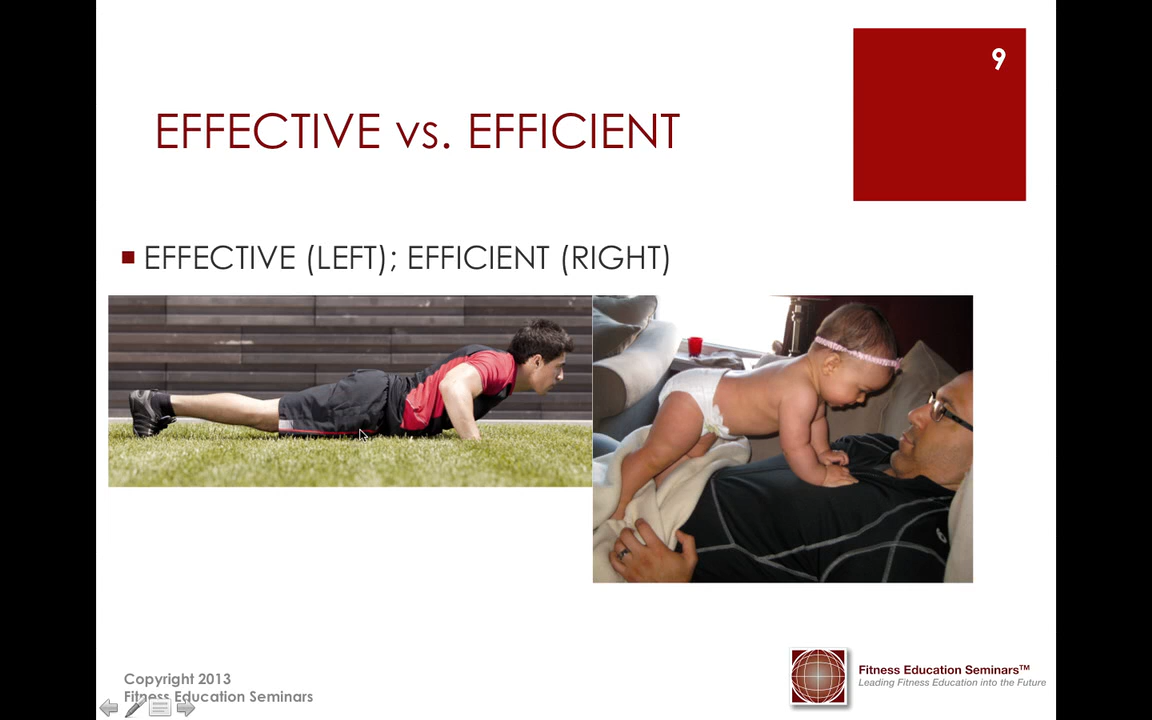 9
EFFECTIVE vs. EFFICIENT
EFFECTIVE (LEFT); EFFICIENT (RIGHT)
Copyright 2013
Fitness Education Seminars
Fitness Education Seminars™
Leading Fitness Education into the Future